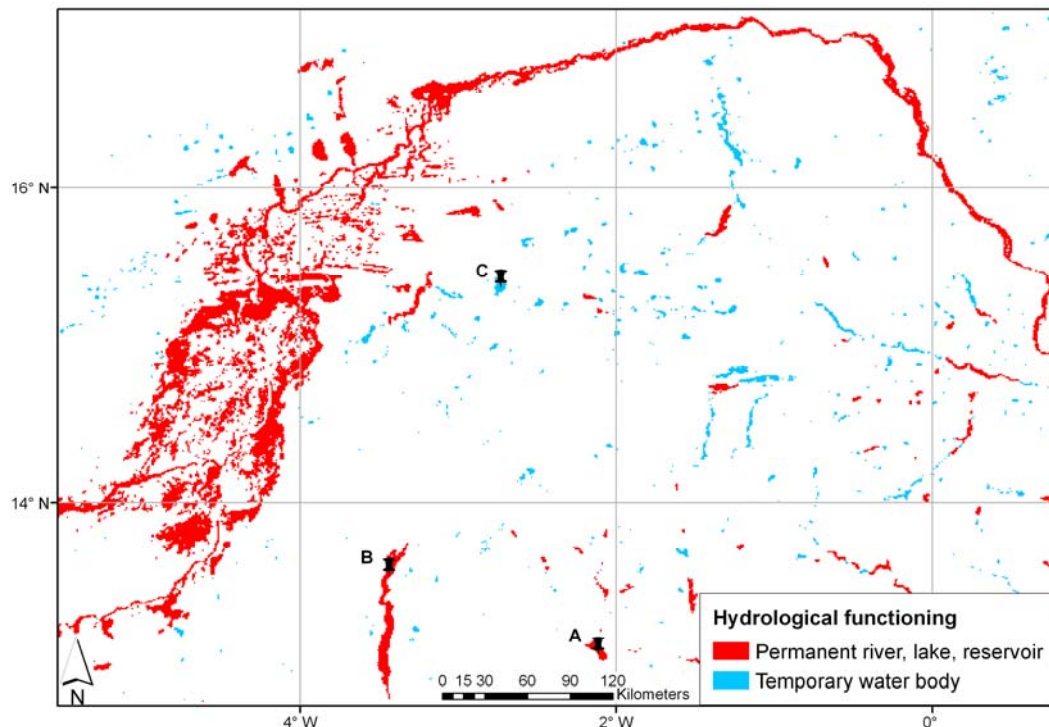 16° N
C
14° N
B
A
Hydrological functioning
Permanent river, lake, reservoir
Temporary water body
N
0 15 30 60 90 120
Kilometers
4° W
2° W
0°